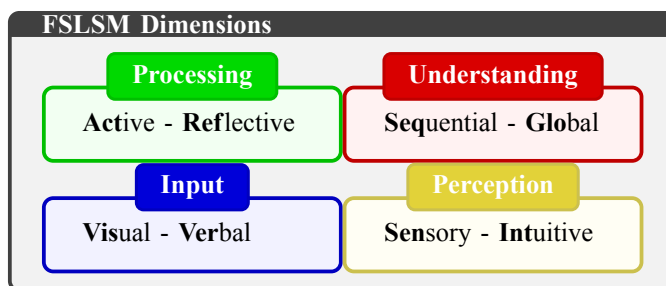 FSLSM Dimensions
Processing
Active - Reflective
Understanding
Sequential - Global
Input
Visual - Verbal
Perception
Sensory - Intuitive